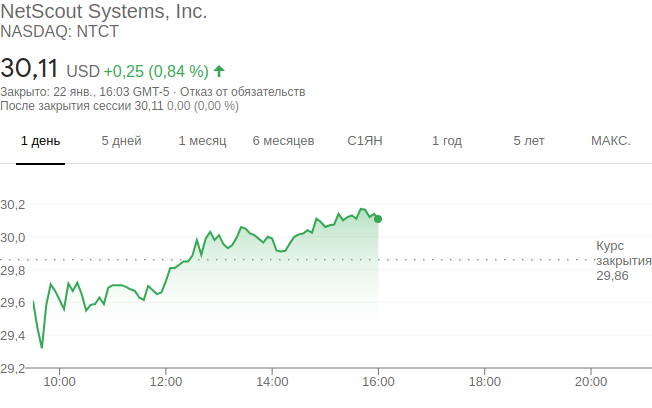 NetScout Systems, Inc.
NASDAQ: NTCT
30,11 USD +0,25 (0,84 %)
Закрыто: 22 янв., 16:03 GMT-5 · Отказ от обязательств
После закрытия сессии 30,11 0,00 (0,00 %)
1 день 5 дней 1 месяц 6 месяцев С1ЯН 1 год 5 лет МАКС.
30,2
30,0
Курс
закрытия
29,86
29,8
29,6
29,4
29,2
10:00 12:00 14:00 16:00 18:00 20:00